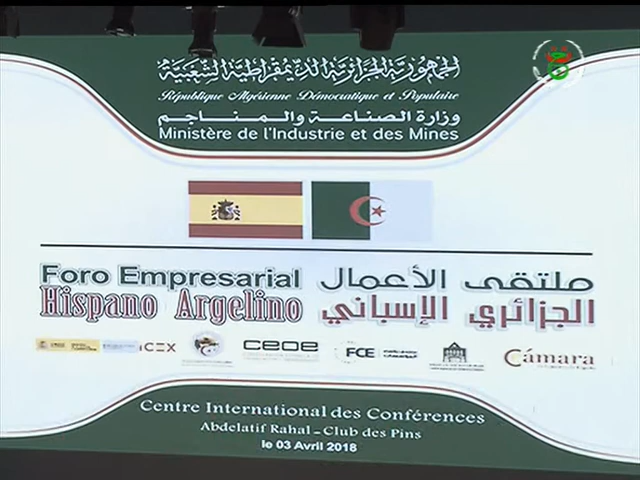 الجمهورية الجزائرية الديمقراطية الشعبية
République Algérienne Démocratique et Populaire
وزارة الصناعة والمناجم
Ministère de l'Industrie et des Mines
Foro Empresarial
Hispano Argelino
ملتقى الأعمال
الجزائري الإسباني
ICEX
CEOE
FCE
Cámara
Centre International des Conférences
Abdelatif Rahal - Club des Pins
le 03 Avril 2018